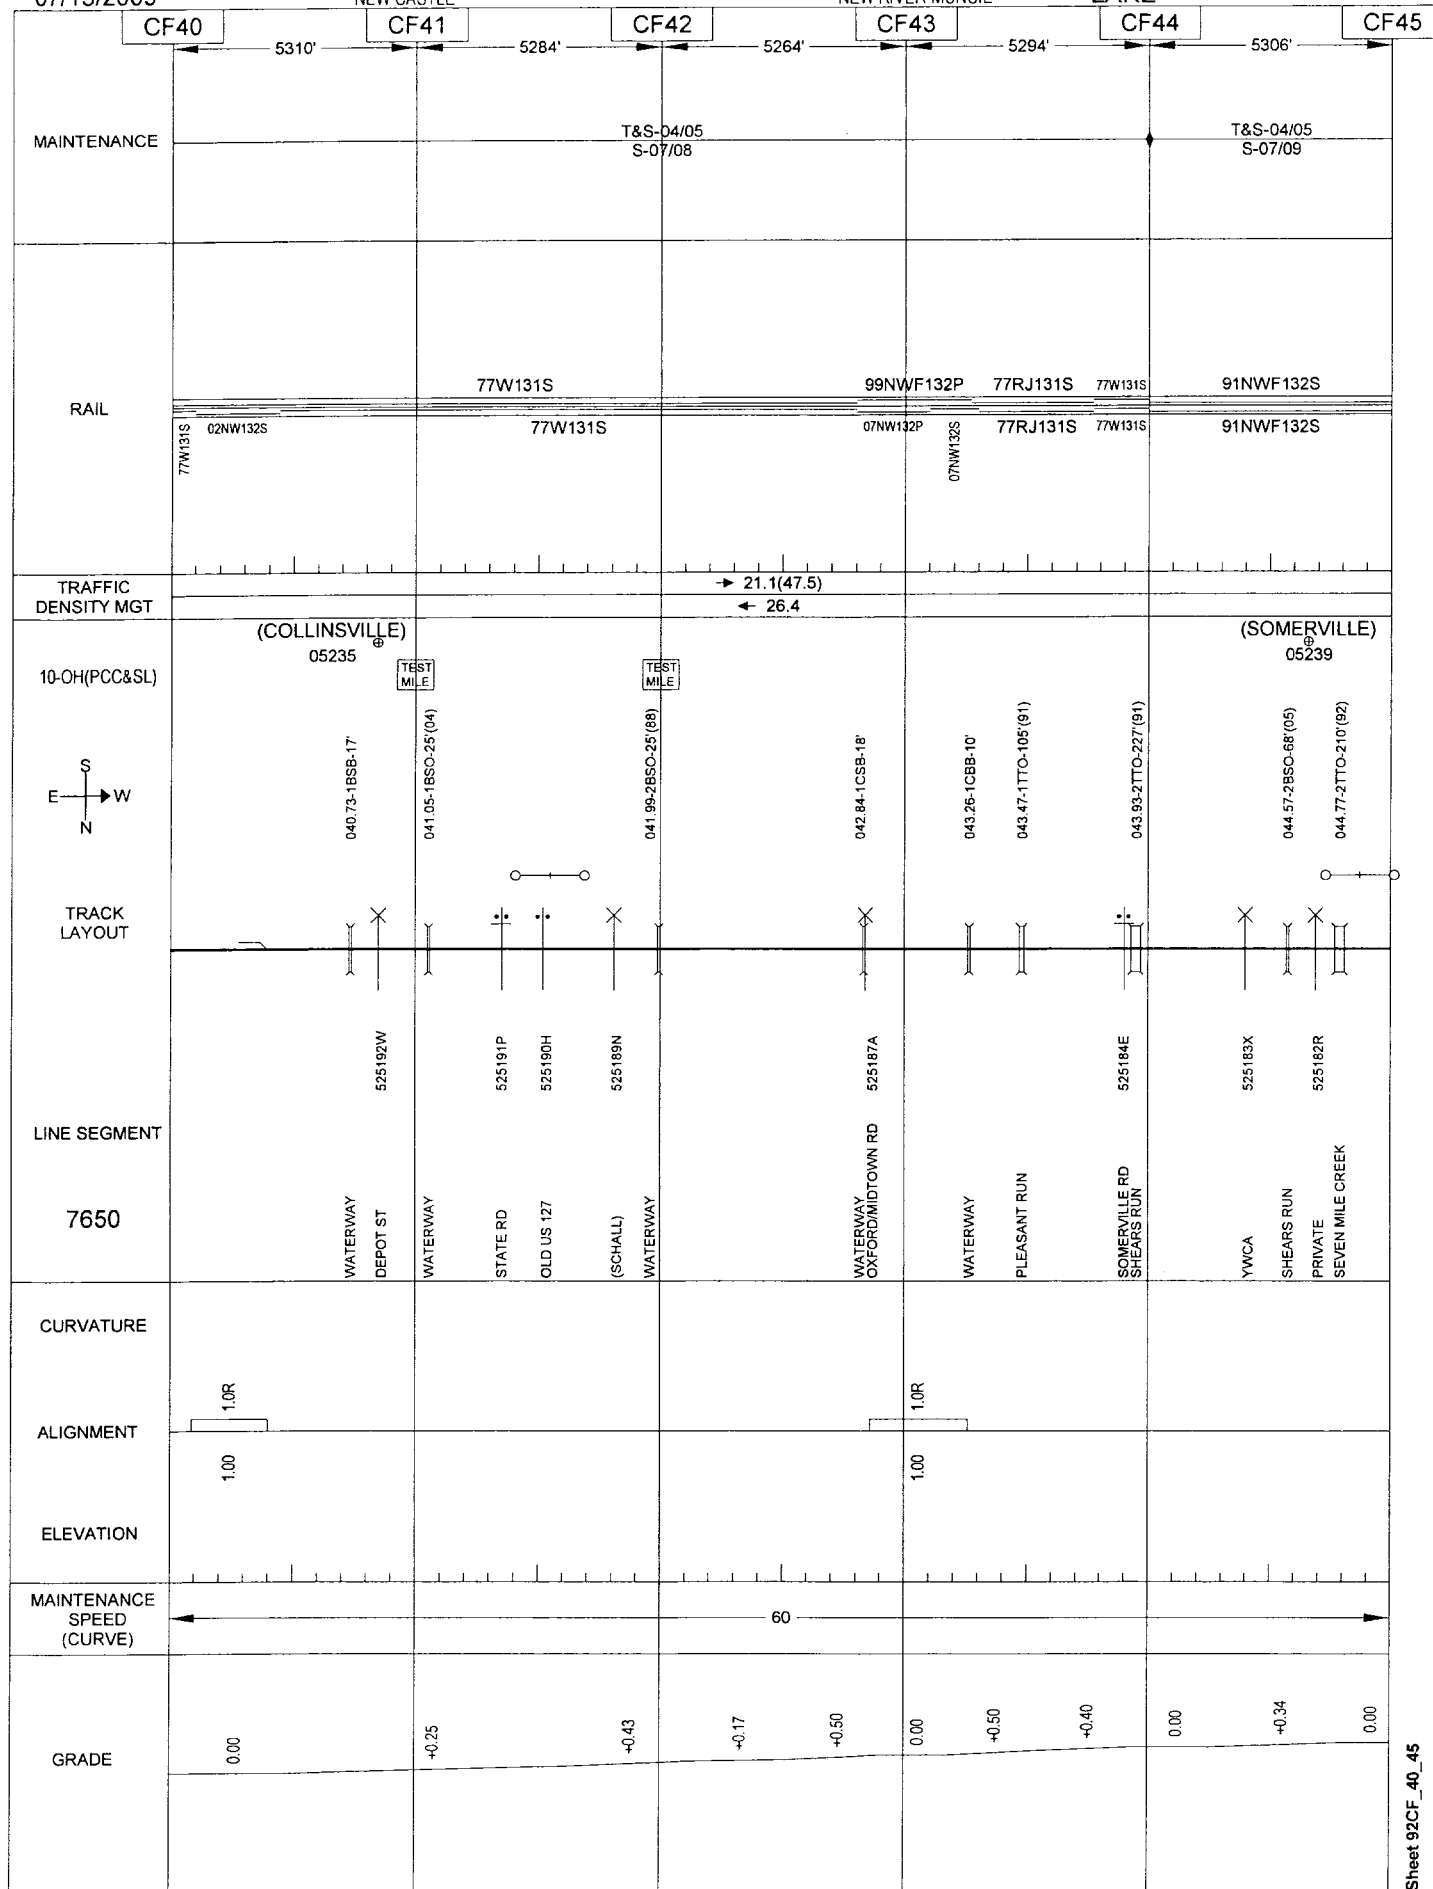 CF40 CF41 CF42 CF43 CF44 CF45
5310' 5284' 5264' 5294' 5306'
MAINTENANCE
T&S-04/05
S-07/08
T&S-04/05
S-07/09
RAIL
77W131S 99NWF132P 77RJ131S 77W131S 91NWF132S
77W131S 02NW132S 77W131S 07NW132P 07NW132S 77RJ131S 77W131S 91NWF132S
TRAFFIC
DENSITY MGT
21.1(47.5)
26.4
10-OH(PCC&SL)
(COLLINSVILLE)
05235
TEST
MILE
TEST
MILE
(SOMERVILLE)
05239
040.73-1BSB-17'
041.05-1BSO-25'(04)
041.99-2BSO-25'(88)
042.84-1CSB-18'
043.26-1CBB-10'
043.47-1TTO-105'(91)
043.93-2TTO-227'(91)
044.57-2BSO-68'(05)
044.77-2TTO-210'(92)
S
E W
N
TRACK
LAYOUT
525192W
525191P
525190H
525189N
525187A
525184E
525183X
525182R
LINE SEGMENT
7650
WATERWAY
DEPOT ST
WATERWAY
STATE RD
OLD US 127
(SCHALL)
WATERWAY
WATERWAY
OXFORD/MIDTOWN RD
WATERWAY
PLEASANT RUN
SOMERVILLE RD
SHEARS RUN
YWCA
SHEARS RUN
PRIVATE
SEVEN MILE CREEK
CURVATURE
1.0R 1.0R
ALIGNMENT
1.00 1.00
ELEVATION
MAINTENANCE
SPEED
(CURVE)
60
GRADE
0.00 +0.25 +0.43 +0.17 +0.50 0.00 +0.50 +0.40 0.00 +0.34 0.00
Sheet 92CF_40_45